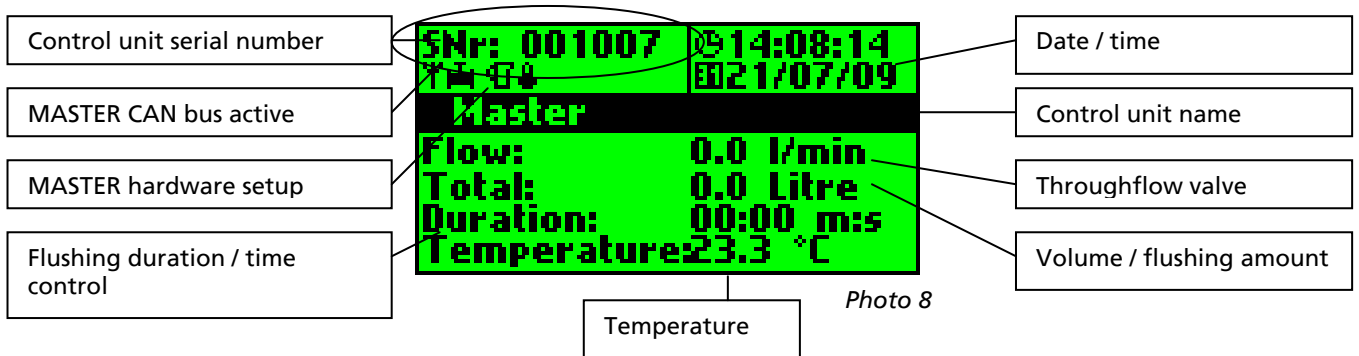 Control unit serial number
MASTER CAN bus active
MASTER hardware setup
Flushing duration / time
control
SNr: 001007
14:08:14
21/07/09
Master
Flow: 0.0 l/min
Total: 0.0 Litre
Duration: 00:00 m:s
Temperature:23.3 °C
Date / time
Control unit name
Throughflow valve
Volume / flushing amount
Photo 8
Temperature